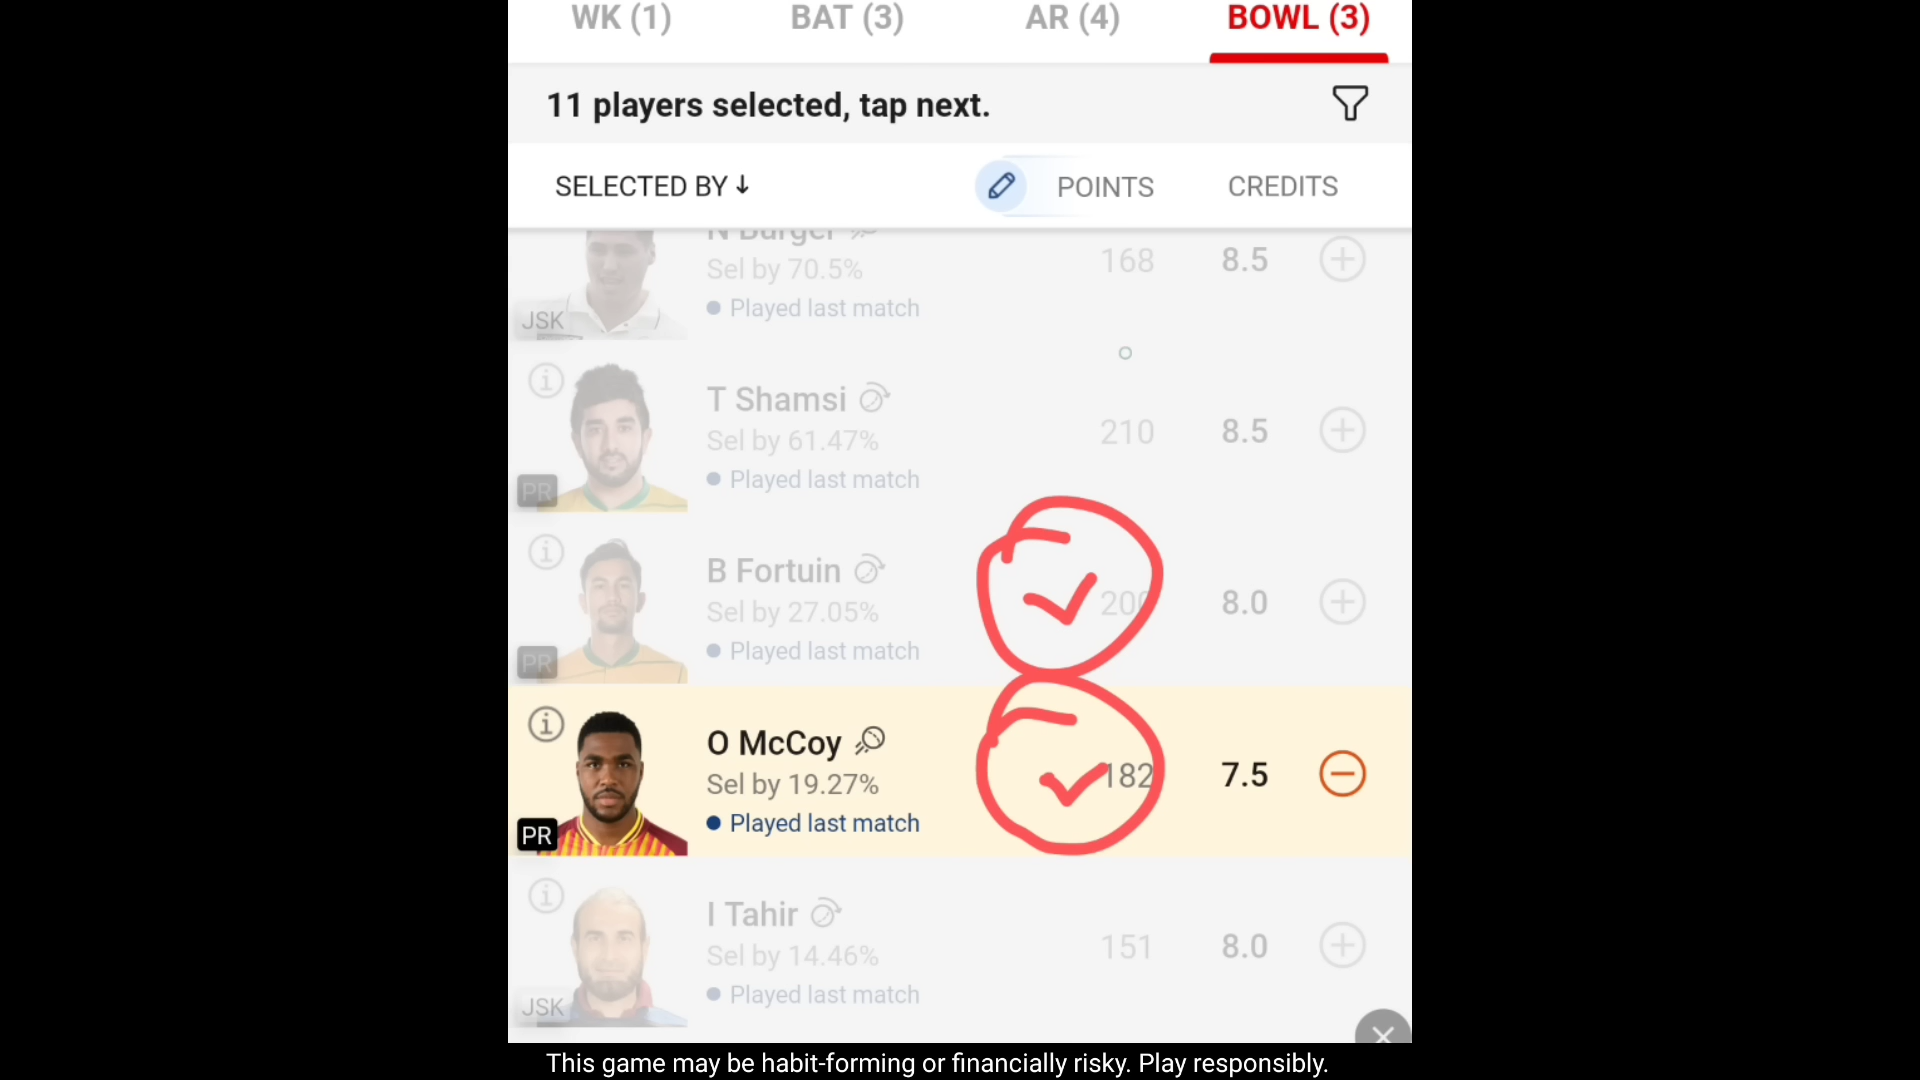 WK (1) BAT (3) AR (4) BOWL (3)
11 players selected, tap next.
SELECTED BY ↓ POINTS CREDITS
N Burger
Sel by 70.5% 168 8.5
Played last match
JSK
T Shamsi
Sel by 61.47% 210 8.5
Played last match
PR
B Fortuin
Sel by 27.05% 200 8.0
Played last match
PR
O McCoy
Sel by 19.27% 182 7.5
Played last match
PR
I Tahir
Sel by 14.46% 151 8.0
Played last match
JSK
This game may be habit-forming or financially risky. Play responsibly.